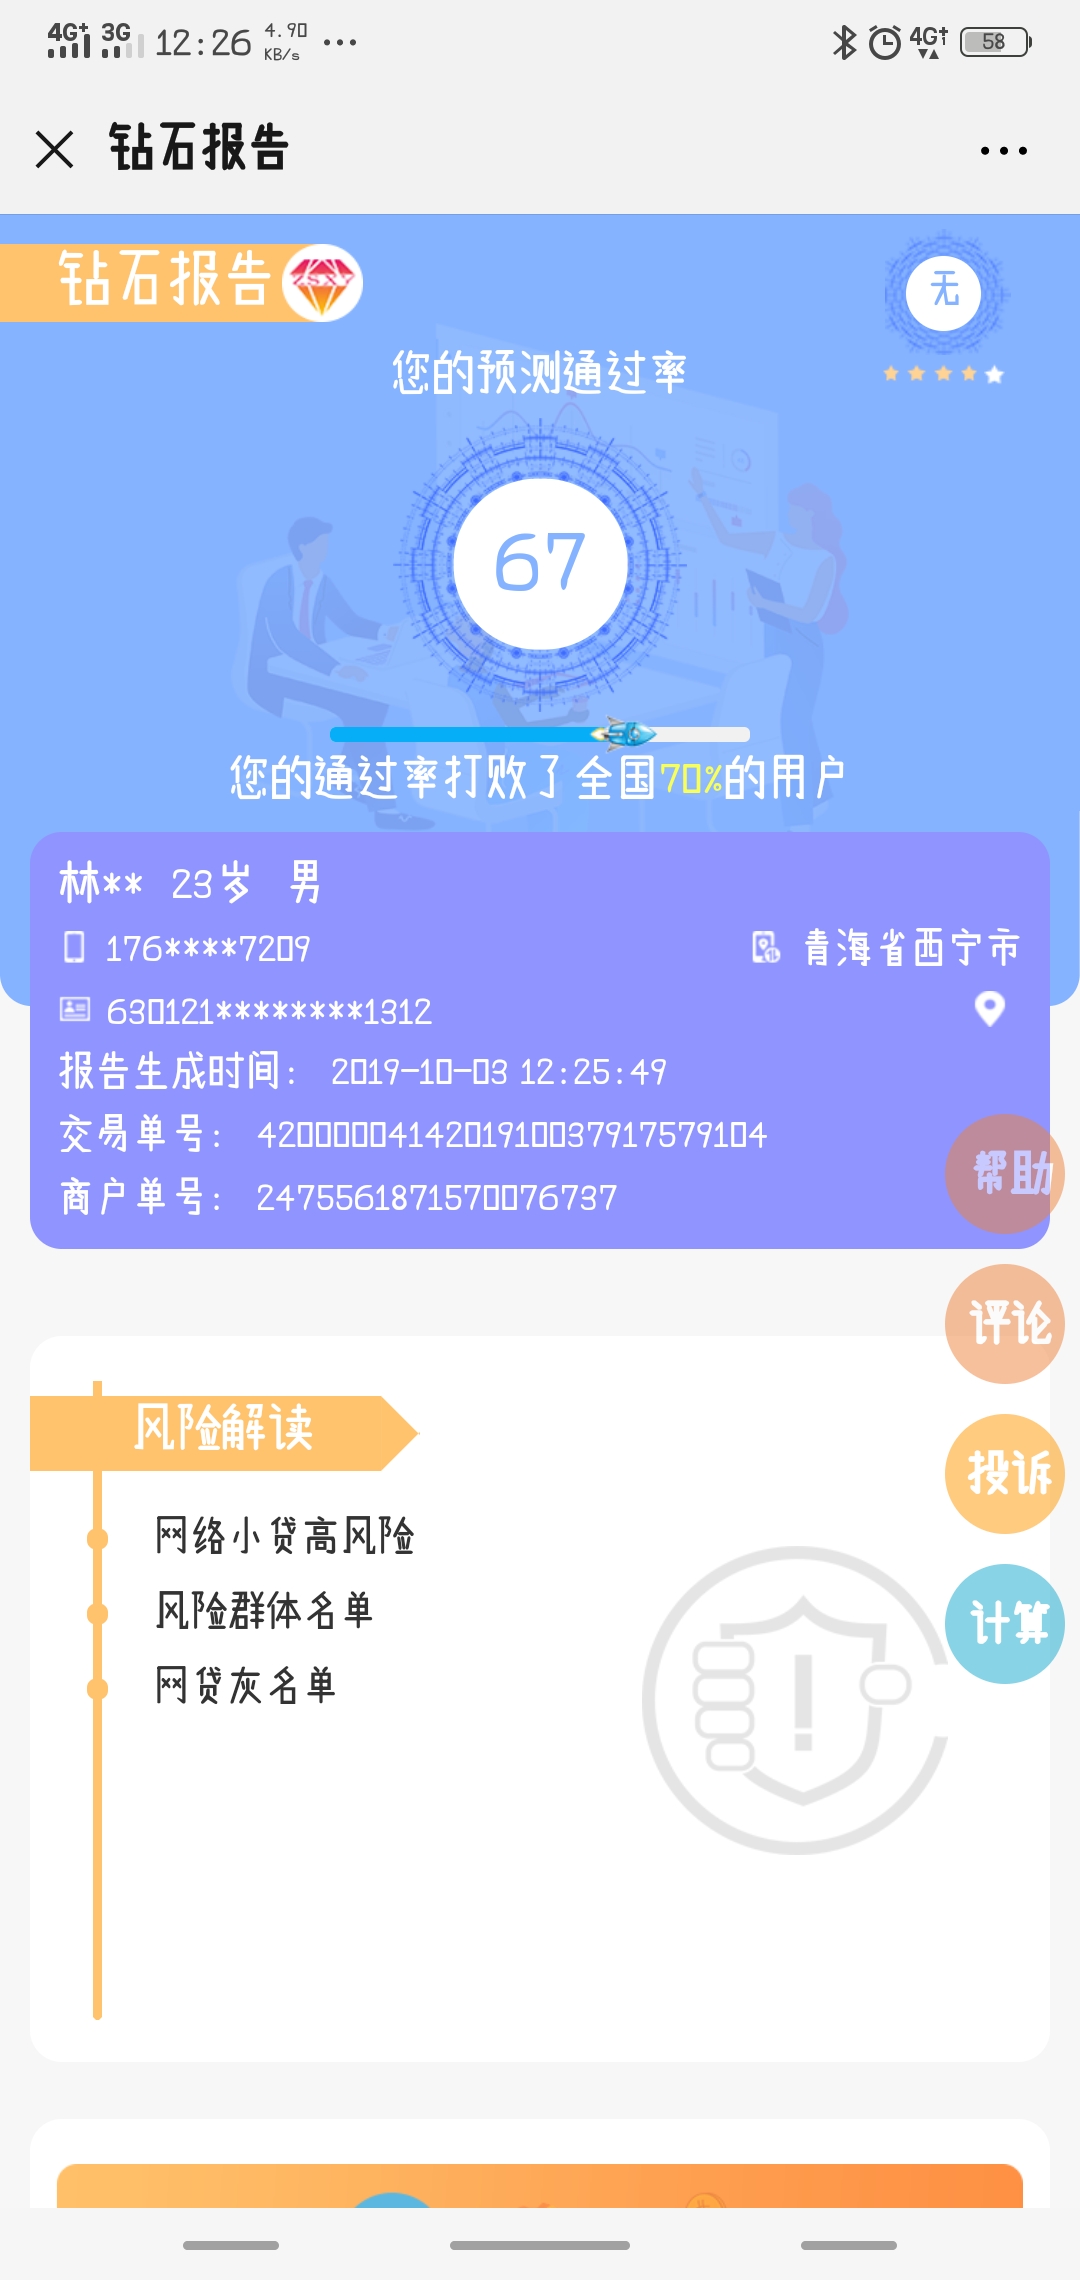 4G+ 3G 12:26 4.90 KB/s ... 4G+ 58
钻石报告
钻石报告
无
您的预测通过率
67
您的通过率打败了全国70%的用户
林** 23岁 男
176****7209 青海省西宁市
630121********1312
报告生成时间： 2019-10-03 12:25:49
交易单号： 4200000414201910037917579104
商户单号： 2475561871570076737
帮助
评论
风险解读
投诉
网络小贷高风险
风险群体名单
计算
网贷灰名单